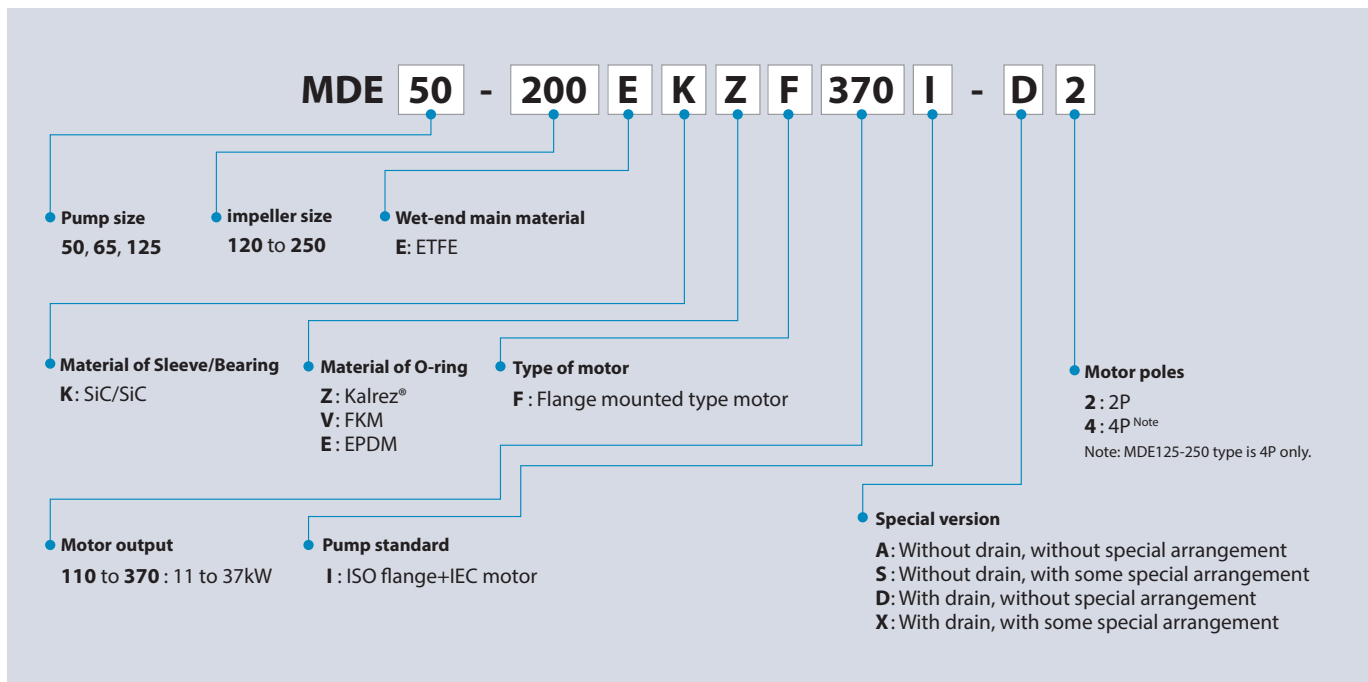 MDE 50 - 200 E K Z F 370 I - D 2
Pump size
50, 65, 125
impeller size
120 to 250
Wet-end main material
E: ETFE
Material of Sleeve/Bearing
K: SiC/SiC
Material of O-ring
Z: Kalrez®
V: FKM
E: EPDM
Type of motor
F: Flange mounted type motor
Motor poles
2: 2P
4: 4P Note
Note: MDE125-250 type is 4P only.
Motor output
110 to 370: 11 to 37kW
Pump standard
I: ISO flange+IEC motor
Special version
A: Without drain, without special arrangement
S: Without drain, with some special arrangement
D: With drain, without special arrangement
X: With drain, with some special arrangement